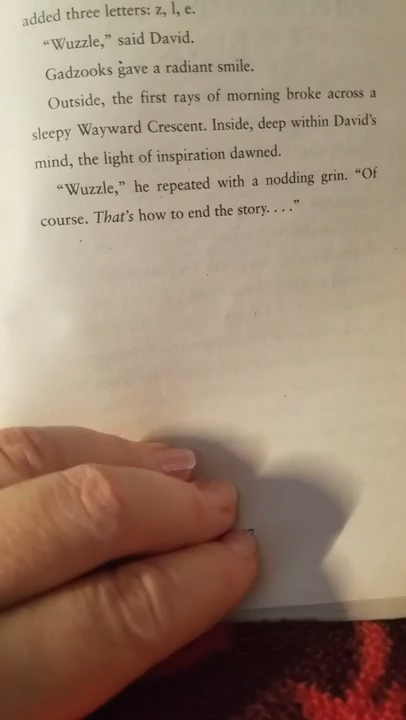 added three letters: z, l, e.
“Wuzzle,” said David.
Gadzooks gave a radiant smile.
Outside, the first rays of morning broke across a
sleepy Wayward Crescent. Inside, deep within David’s
mind, the light of inspiration dawned.
“Wuzzle,” he repeated with a nodding grin. “Of
course. That’s how to end the story. . . .”